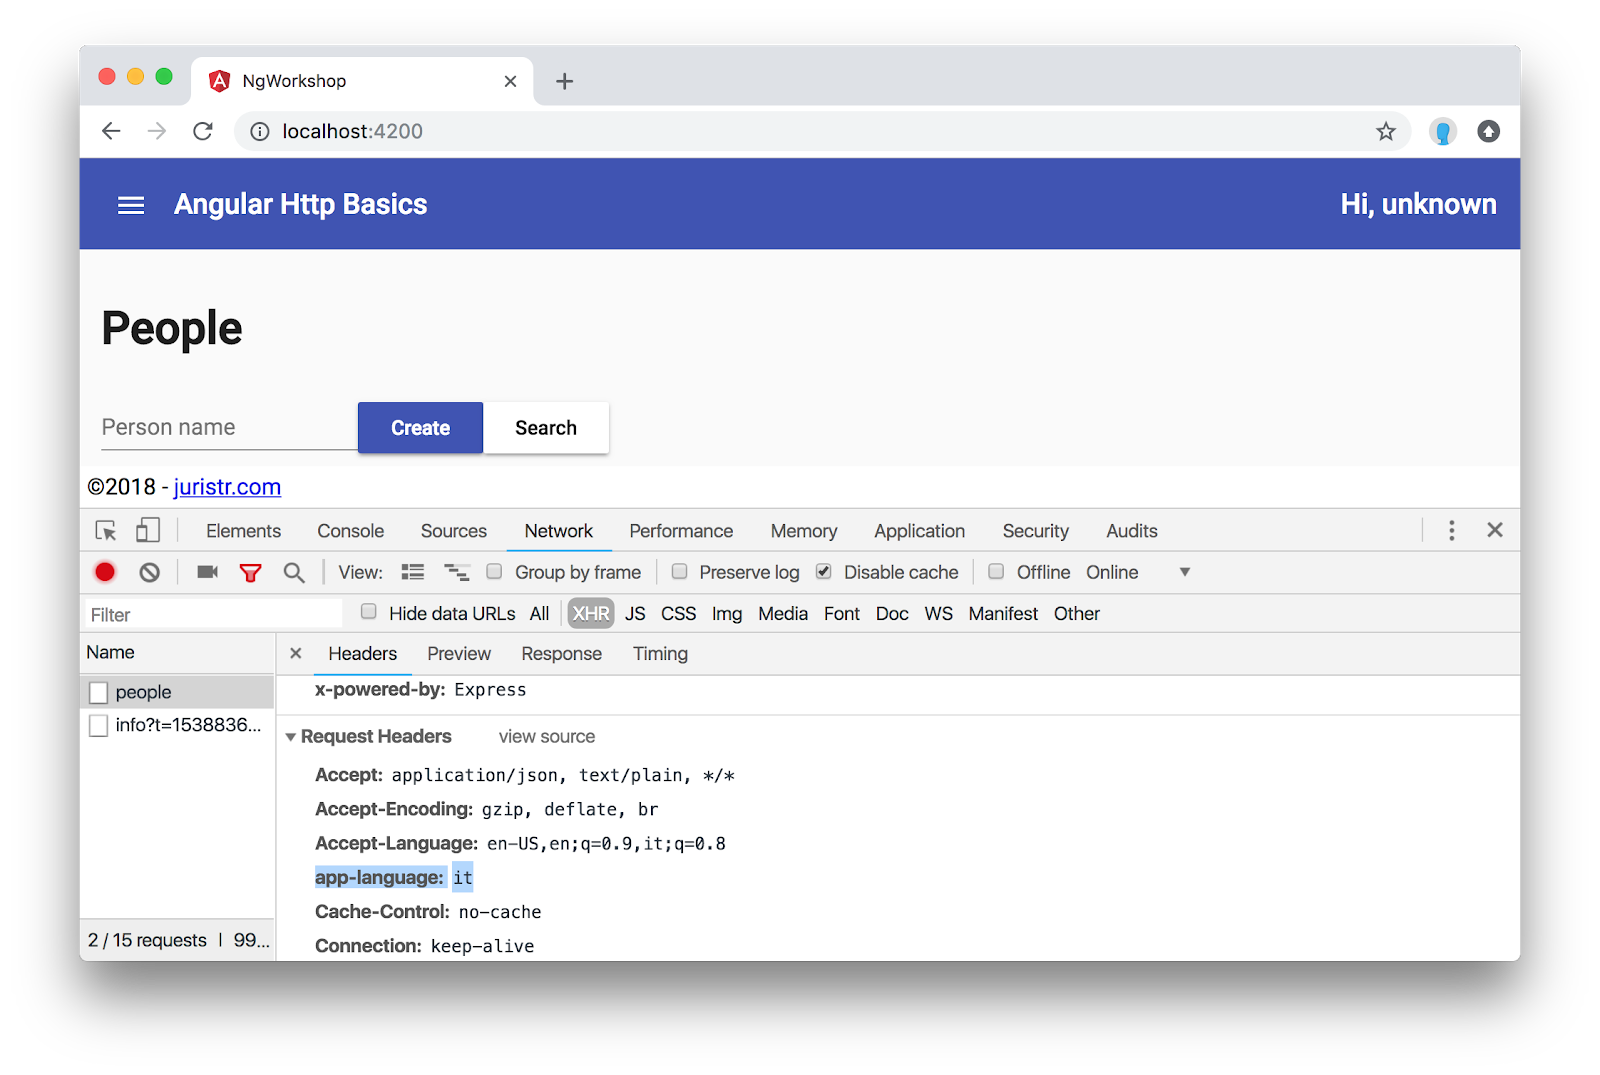 NgWorkshop
localhost:4200
Angular Http Basics
Hi, unknown
People
Person name
Create
Search
©2018 - juristr.com
Elements Console Sources Network Performance Memory Application Security Audits
View: Group by frame Preserve log Disable cache Offline Online
Filter Hide data URLs All XHR JS CSS Img Media Font Doc WS Manifest Other
Name
Headers Preview Response Timing
people
info?t=1538836...
x-powered-by: Express
Request Headers view source
Accept: application/json, text/plain, */*
Accept-Encoding: gzip, deflate, br
Accept-Language: en-US,en;q=0.9,it;q=0.8
app-language: it
Cache-Control: no-cache
Connection: keep-alive
2 / 15 requests | 99...